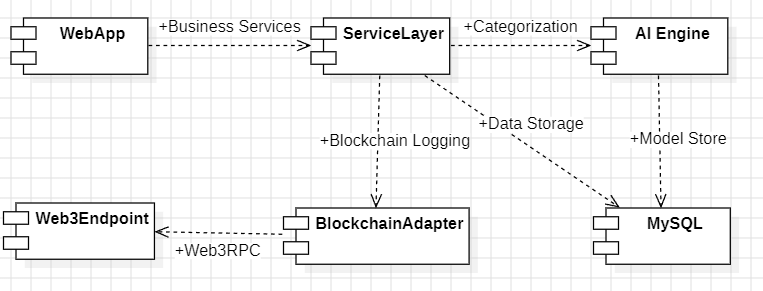 WebApp
+Business Services
ServiceLayer
+Categorization
AI Engine
+Blockchain Logging
+Data Storage
+Model Store
Web3Endpoint
+Web3RPC
BlockchainAdapter
MySQL